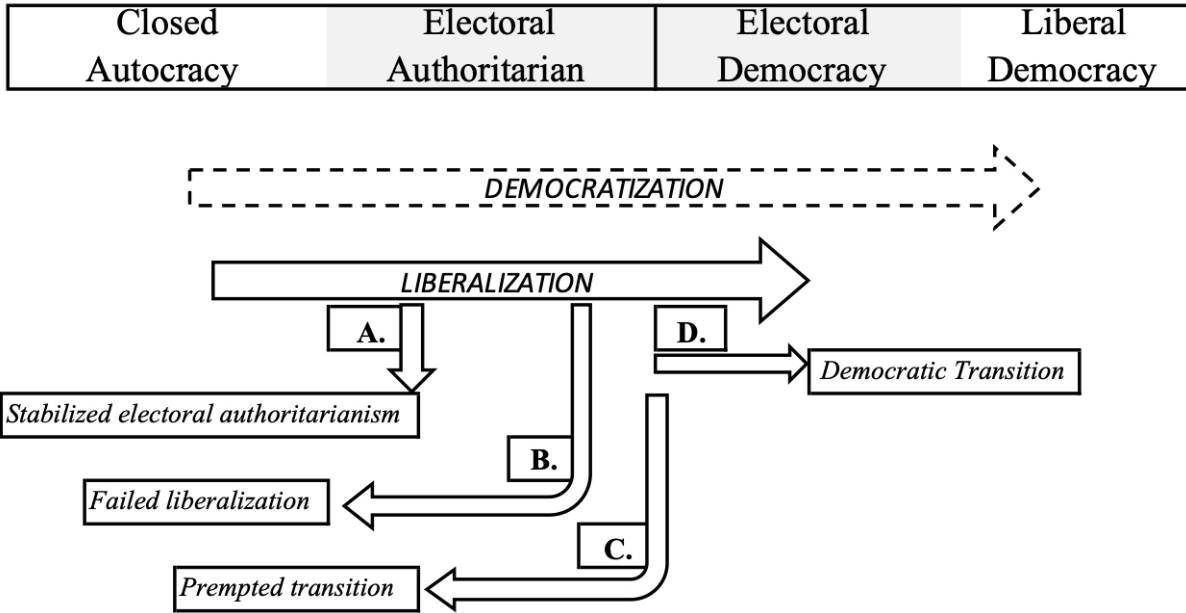 Closed
Autocracy
Electoral
Authoritarian
Electoral
Democracy
Liberal
Democracy
DEMOCRATIZATION
LIBERALIZATION
A.
D.
Democratic Transition
Stabilized electoral authoritarianism
B.
Failed liberalization
C.
Prempted transition